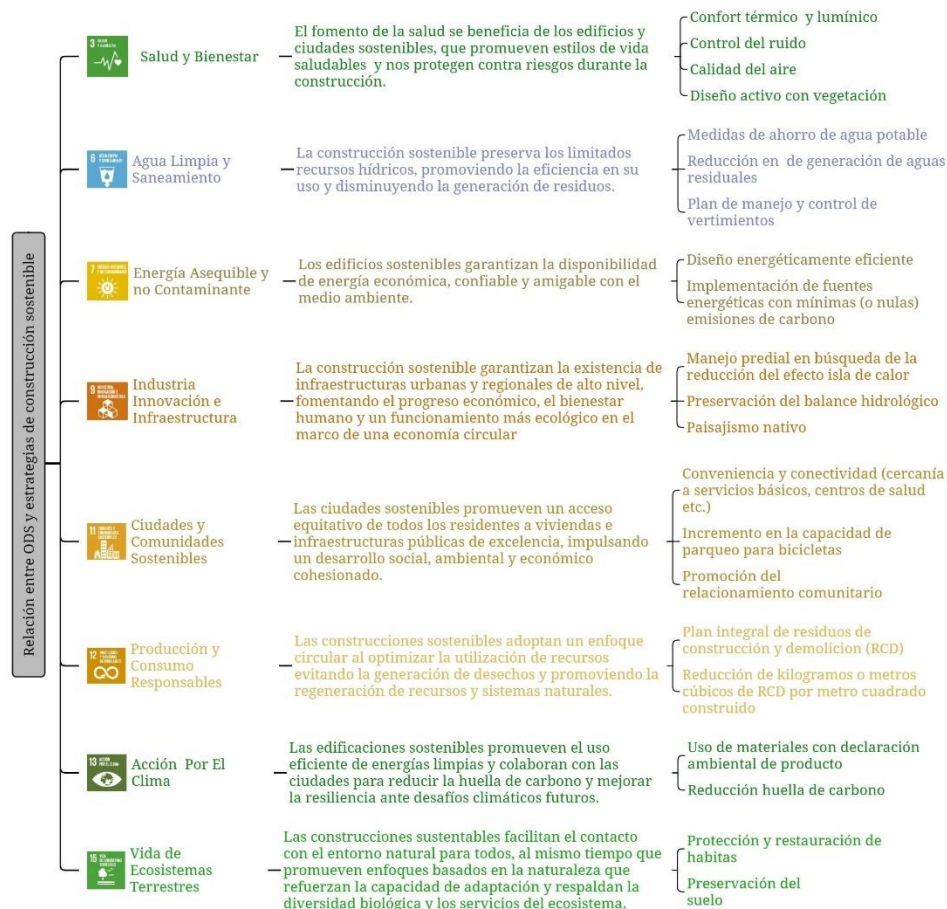 Relación entre ODS y estrategias de construcción sostenible
3
Salud y Bienestar
El fomento de la salud se beneficia de los edificios y
ciudades sostenibles, que promueven estilos de vida
saludables y nos protegen contra riesgos durante la
construcción.
Confort térmico y lumínico
Control del ruido
Calidad del aire
Diseño activo con vegetación
6
Agua Limpia y
Saneamiento
La construcción sostenible preserva los limitados
recursos hídricos, promoviendo la eficiencia en su
uso y disminuyendo la generación de residuos.
Medidas de ahorro de agua potable
Reducción en de generación de aguas
residuales
Plan de manejo y control de
vertimientos
7
Energía Asequible y
no Contaminante
Los edificios sostenibles garantizan la disponibilidad
de energía económica, confiable y amigable con el
medio ambiente.
Diseño energéticamente eficiente
Implementación de fuentes
energéticas con mínimas (o nulas)
emisiones de carbono
9
Industria
Innovación e
Infraestructura
La construcción sostenible garantizan la existencia de
infraestructuras urbanas y regionales de alto nivel,
fomentando el progreso económico, el bienestar
humano y un funcionamiento más ecológico en el
marco de una economía circular
Manejo predial en búsqueda de la
reducción del efecto isla de calor
Preservación del balance hidrológico
Paisajismo nativo
11
Ciudades y
Comunidades
Sostenibles
Las ciudades sostenibles promueven un acceso
equitativo de todos los residentes a viviendas e
infraestructuras públicas de excelencia, impulsando
un desarrollo social, ambiental y económico
cohesionado.
Conveniencia y conectividad (cercanía
a servicios básicos, centros de salud
etc.)
Incremento en la capacidad de
parqueo para bicicletas
Promoción del
relacionamiento comunitario
12
Producción y
Consumo
Responsables
Las construcciones sostenibles adoptan un enfoque
circular al optimizar la utilización de recursos
evitando la generación de desechos y promoviendo la
regeneración de recursos y sistemas naturales.
Plan integral de residuos de
construcción y demolicion (RCD)
Reducción de kilogramos o metros
cúbicos de RCD por metro cuadrado
construido
13 ACCIÓN
POR EL CLIMA
Acción Por El
Clima
Las edificaciones sostenibles promueven el uso
eficiente de energías limpias y colaboran con las
ciudades para reducir la huella de carbono y mejorar
la resiliencia ante desafíos climáticos futuros.
Uso de materiales con declaración
ambiental de producto
Reducción huella de carbono
15
Vida de
Ecosistemas
Terrestres
Las construcciones sustentables facilitan el contacto
con el entorno natural para todos, al mismo tiempo que
promueven enfoques basados en la naturaleza que
refuerzan la capacidad de adaptación y respaldan la
diversidad biológica y los servicios del ecosistema.
Protección y restauración de
habitas
Preservación del
suelo